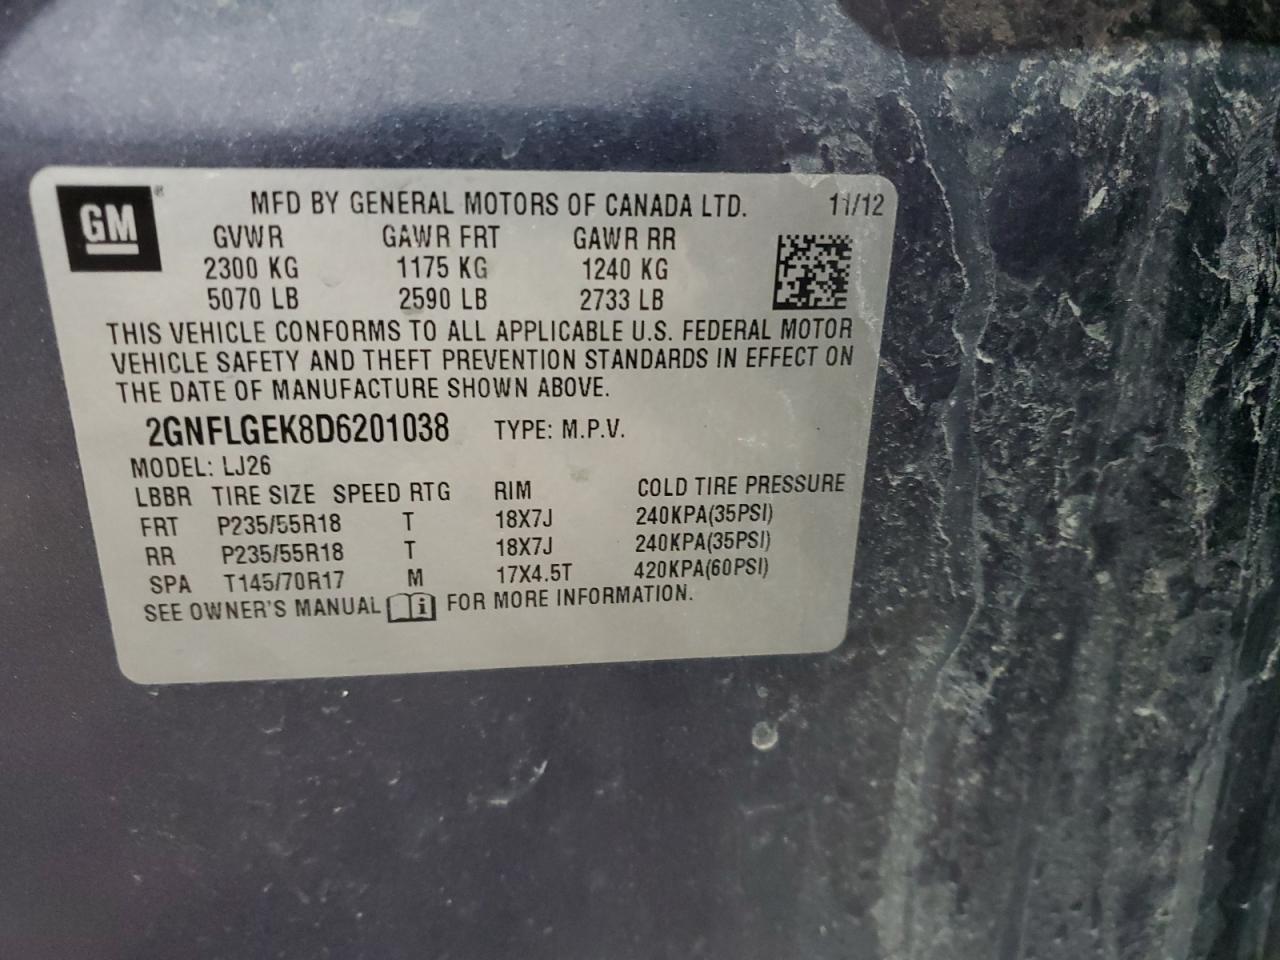 GM ® MFD BY GENERAL MOTORS OF CANADA LTD. 11/12
GVWR GAWR FRT GAWR RR
2300 KG 1175 KG 1240 KG
5070 LB 2590 LB 2733 LB
THIS VEHICLE CONFORMS TO ALL APPLICABLE U.S. FEDERAL MOTOR
VEHICLE SAFETY AND THEFT PREVENTION STANDARDS IN EFFECT ON
THE DATE OF MANUFACTURE SHOWN ABOVE.
2GNFLGEK8D6201038 TYPE: M.P.V.
MODEL: LJ26
LBBR TIRE SIZE SPEED RTG RIM COLD TIRE PRESSURE
FRT P235/55R18 T 18X7J 240KPA(35PSI)
RR P235/55R18 T 18X7J 240KPA(35PSI)
SPA T145/70R17 M 17X4.5T 420KPA(60PSI)
SEE OWNER'S MANUAL i FOR MORE INFORMATION.